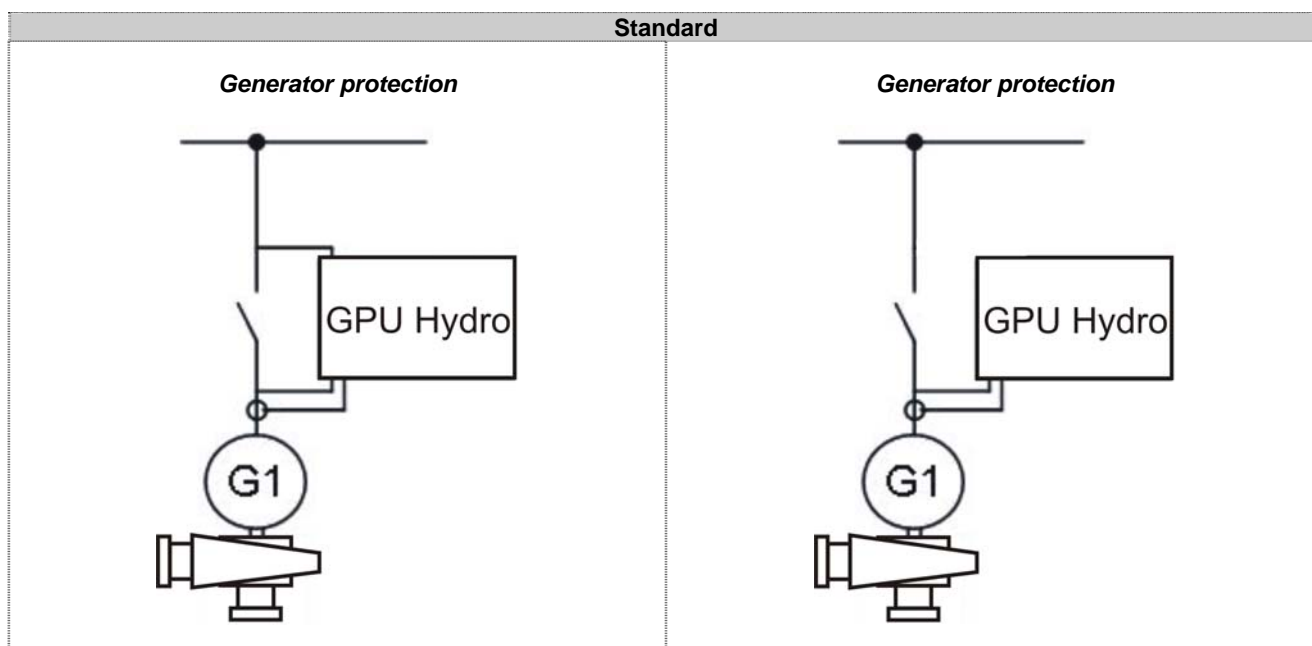 Standard
Generator protection
Generator protection
GPU Hydro
GPU Hydro
G1
G1